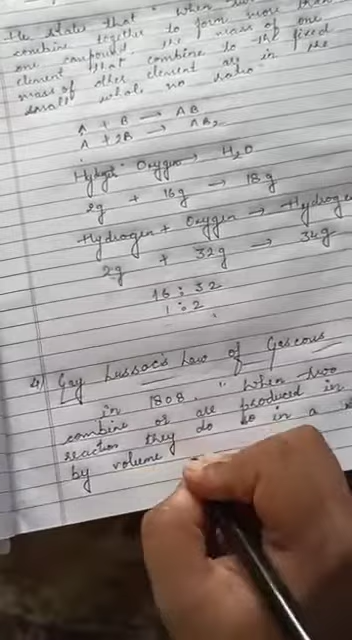 He states that " When two
combine together to form more than
one compound, the mass of one
element that combine to the fixed
mass of other element are in the
small whole no ratio"
A + B → AB
A + 2B → AB₂
Oxygen → H₂O
2g + 16g → 18g
Hydrogen + Oxygen → Hydrogen
2g + 32g → 34g
16 : 32
1 : 2
4) Gay Lussac's Law of Gaseous
in 1808. " When two
combine or are produced in
reaction they do so in a
by volume